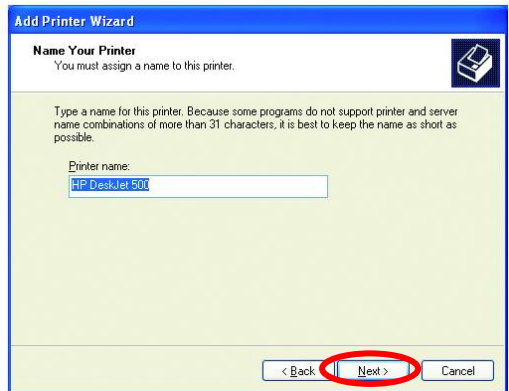 Add Printer Wizard
Name Your Printer
You must assign a name to this printer.
Type a name for this printer. Because some programs do not support printer and server
name combinations of more than 31 characters, it is best to keep the name as short as
possible.
Printer name:
HP DeskJet 500
< Back Next > Cancel